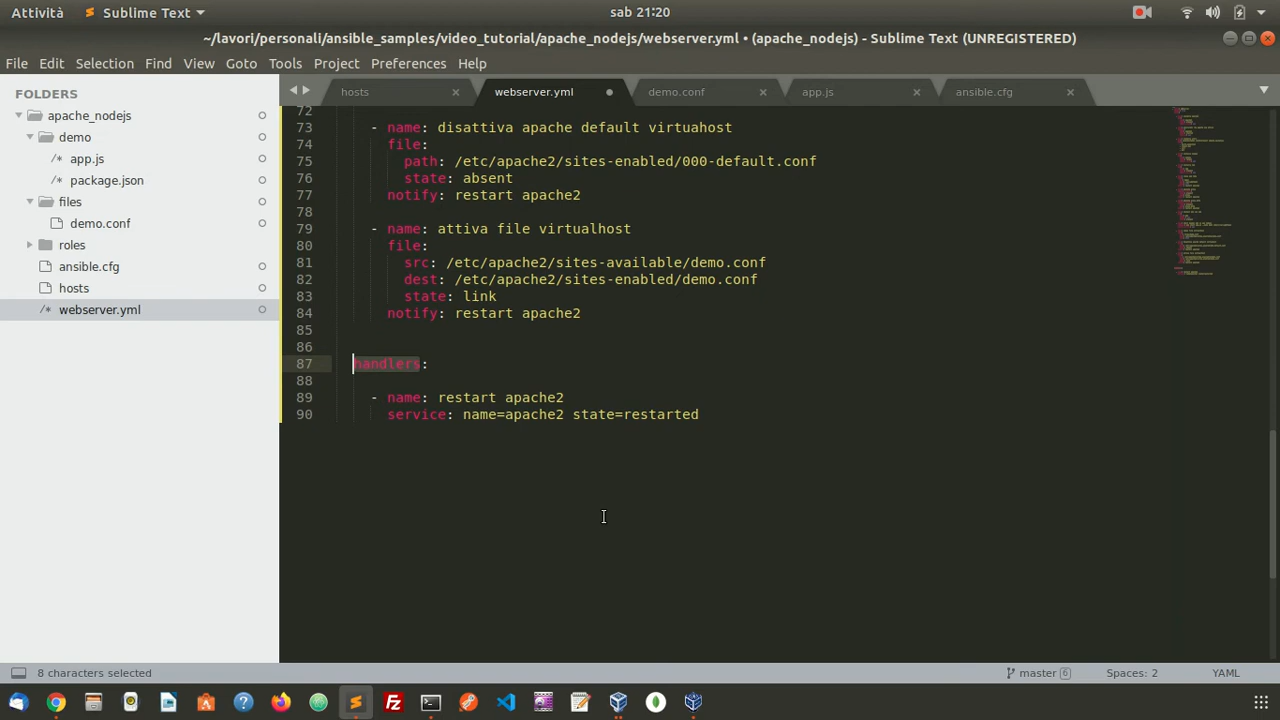 Attività
Sublime Text
sab 21:20
~/lavori/personali/ansible_samples/video_tutorial/apache_nodejs/webserver.yml • (apache_nodejs) - Sublime Text (UNREGISTERED)
File Edit Selection Find View Goto Tools Project Preferences Help
hosts
webserver.yml
demo.conf
app.js
ansible.cfg
FOLDERS
apache_nodejs
demo
/* app.js
/* package.json
files
demo.conf
roles
ansible.cfg
hosts
/* webserver.yml
72
73 - name: disattiva apache default virtuahost
74 file:
75 path: /etc/apache2/sites-enabled/000-default.conf
76 state: absent
77 notify: restart apache2
78
79 - name: attiva file virtualhost
80 file:
81 src: /etc/apache2/sites-available/demo.conf
82 dest: /etc/apache2/sites-enabled/demo.conf
83 state: link
84 notify: restart apache2
85
86
87 handlers:
88
89 - name: restart apache2
90 service: name=apache2 state=restarted
8 characters selected
master 6
Spaces: 2
YAML